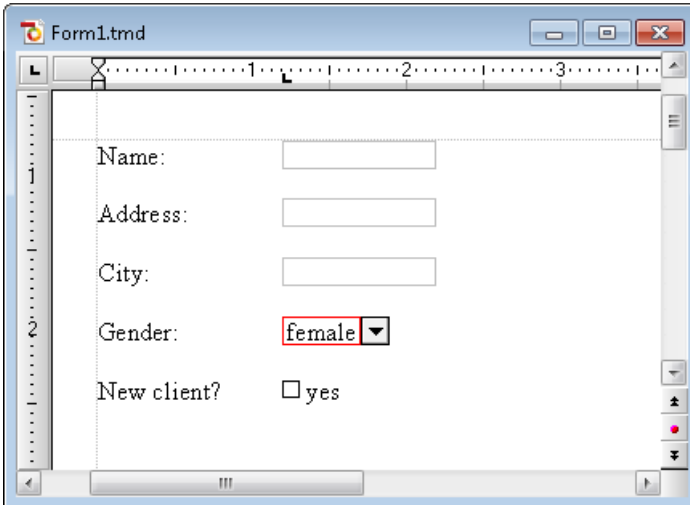 Form1.tmd
1 2 3
Name:
1
Address:
City:
Gender: female
2
New client? yes